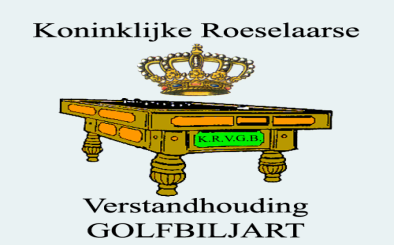 Koninklijke Roeselaarse
K.R.V.G.B.
Verstandhouding
GOLFBILJART